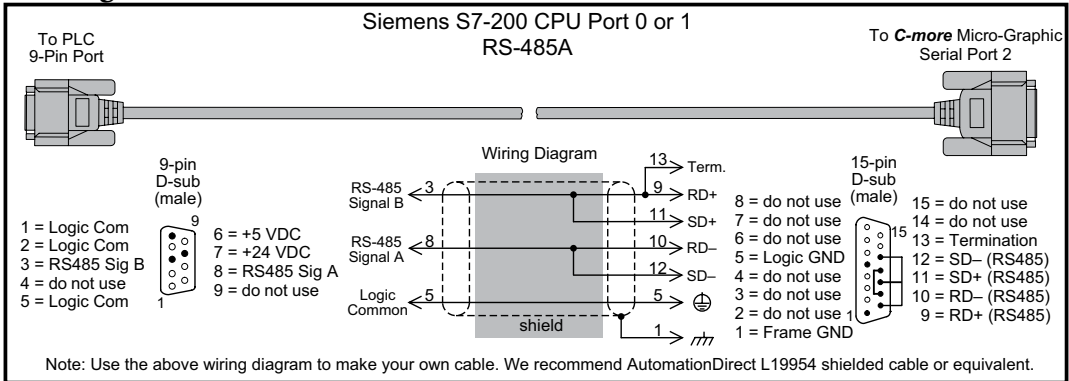 Siemens S7-200 CPU Port 0 or 1
RS-485A
To PLC
9-Pin Port
To C-more Micro-Graphic
Serial Port 2
9-pin
D-sub
(male)
9
1
1 = Logic Com
2 = Logic Com
3 = RS485 Sig B
4 = do not use
5 = Logic Com
6 = +5 VDC
7 = +24 VDC
8 = RS485 Sig A
9 = do not use
Wiring Diagram
13 Term.
RS-485
Signal B
3
9 RD+
11 SD+
RS-485
Signal A
8
10 RD–
12 SD–
Logic
Common
5
5
shield
1
15-pin
D-sub
(male)
15
1
8 = do not use
7 = do not use
6 = do not use
5 = Logic GND
4 = do not use
3 = do not use
2 = do not use
1 = Frame GND
15 = do not use
14 = do not use
13 = Termination
12 = SD– (RS485)
11 = SD+ (RS485)
10 = RD– (RS485)
9 = RD+ (RS485)
Note: Use the above wiring diagram to make your own cable. We recommend AutomationDirect L19954 shielded cable or equivalent.